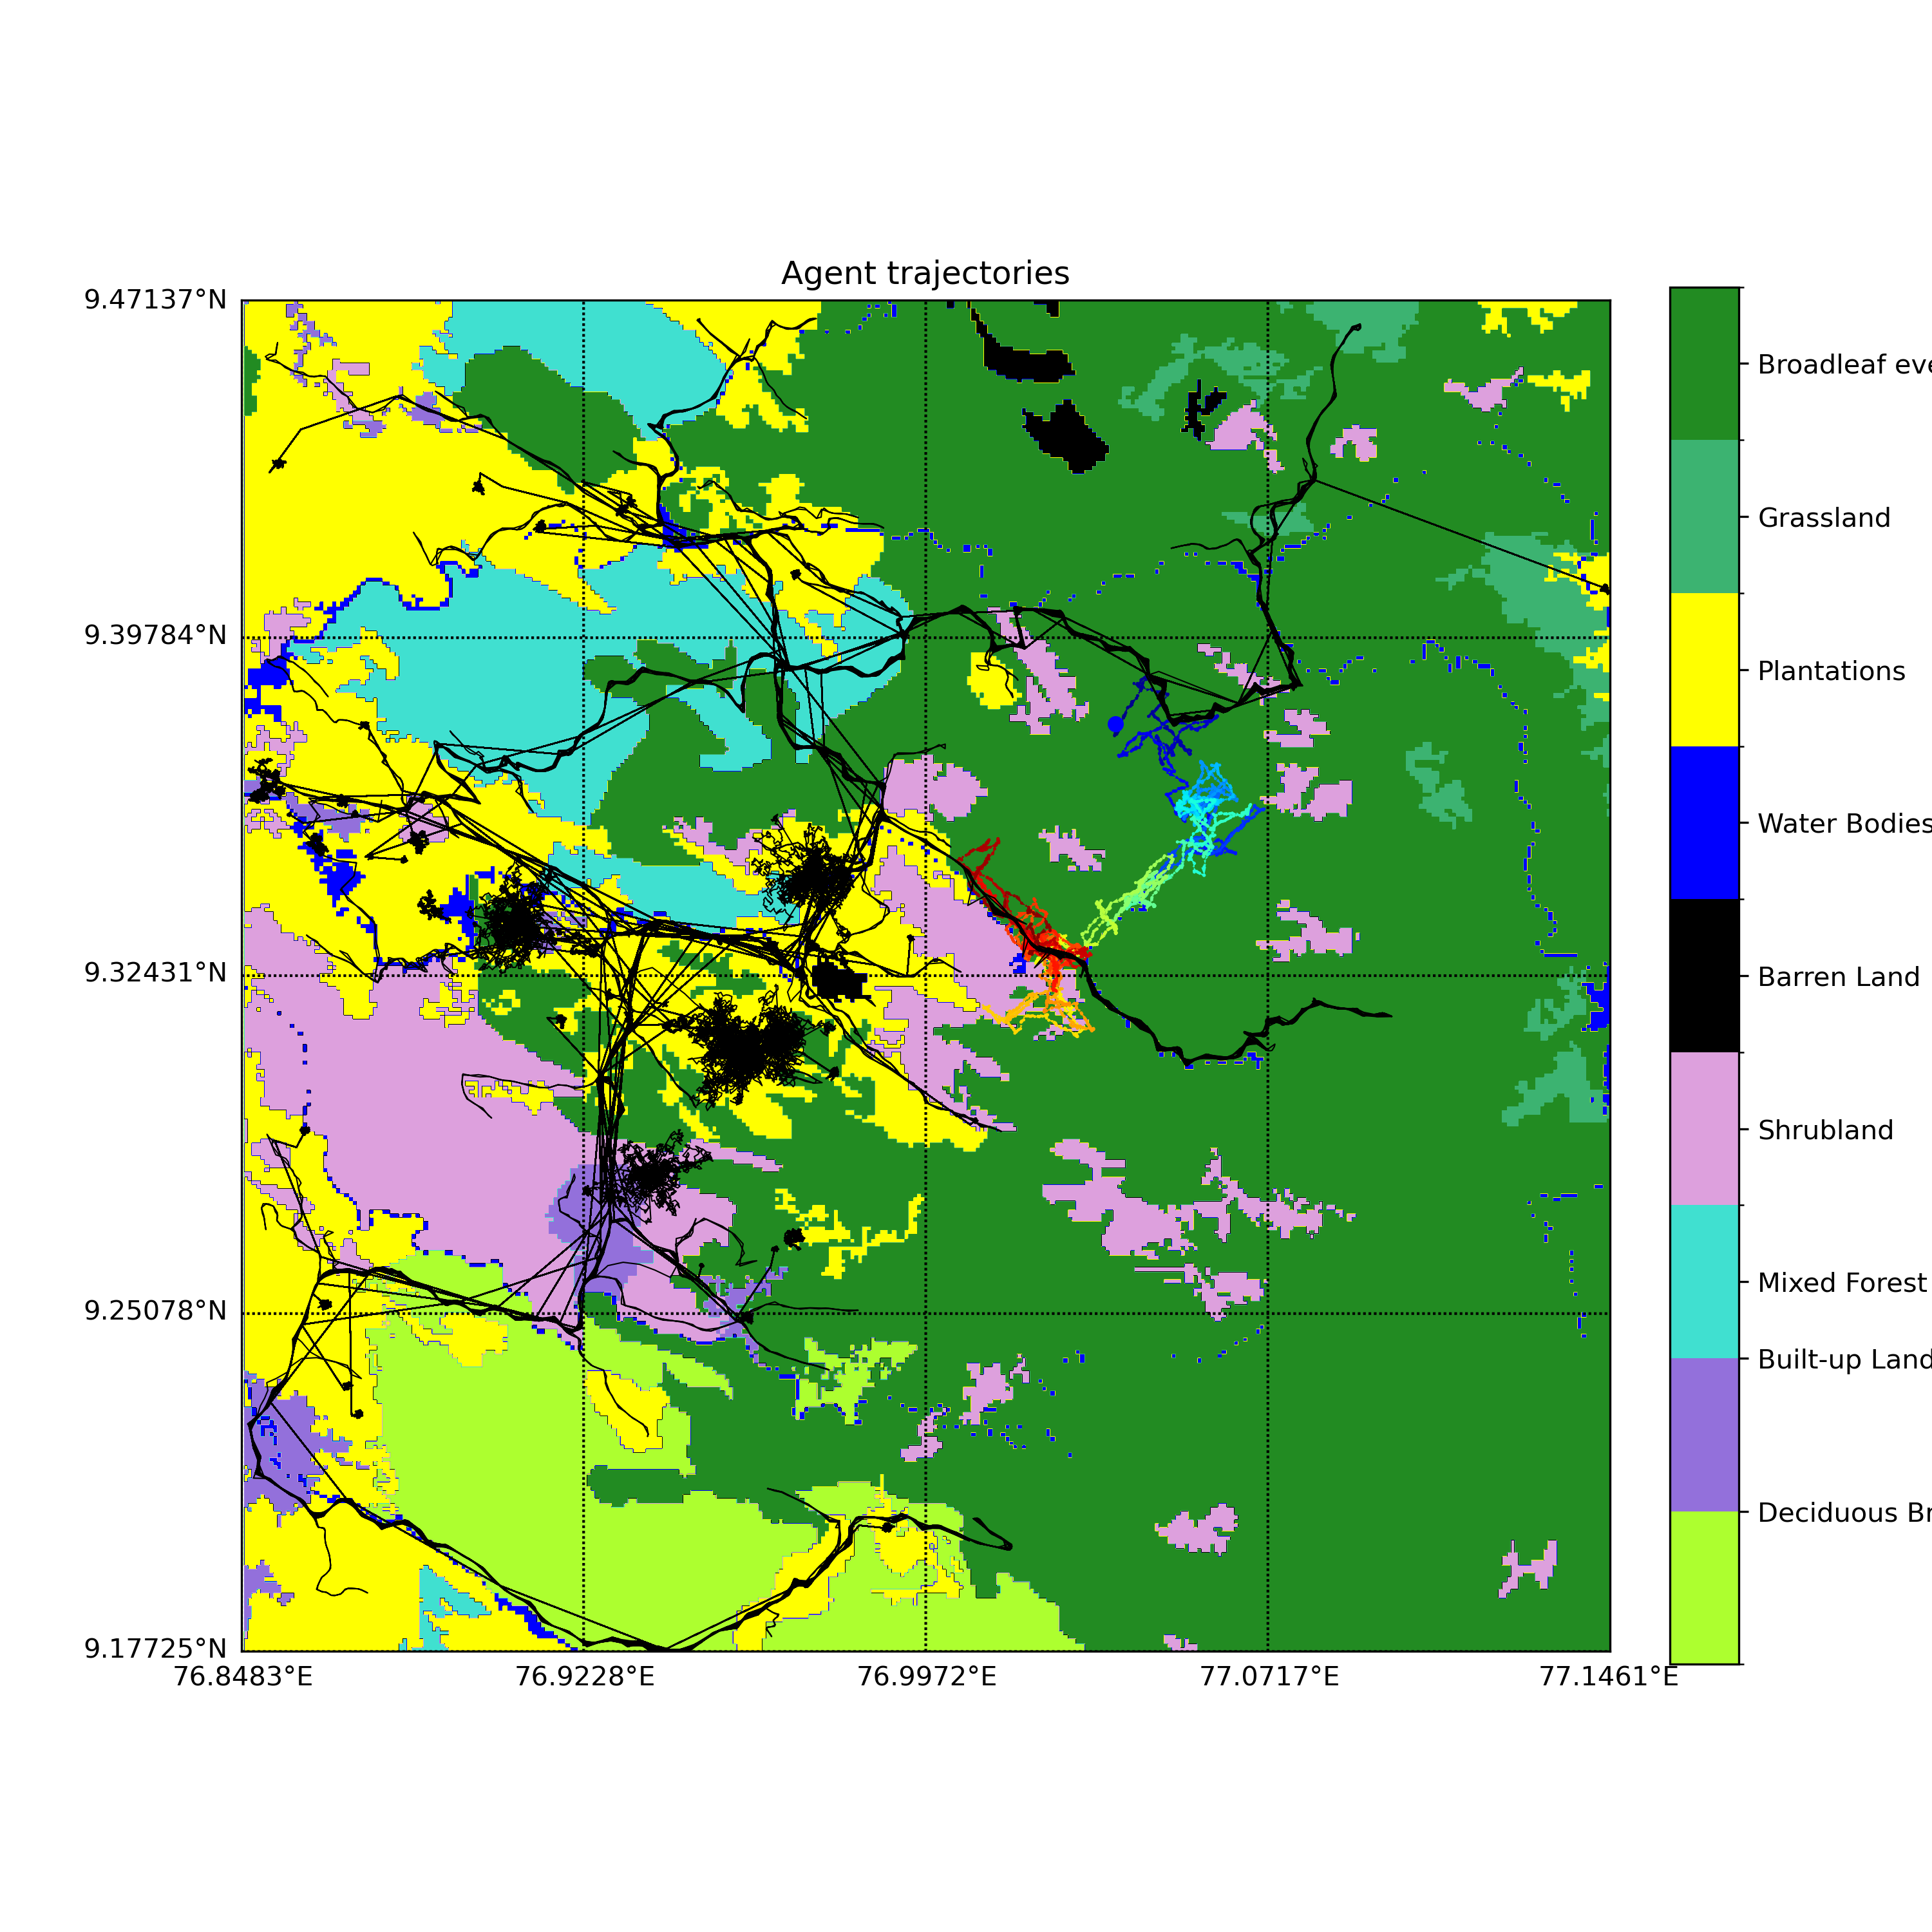 Agent trajectories
9.47137°N
9.39784°N
9.32431°N
9.25078°N
9.17725°N
76.8483°E
76.9228°E
76.9972°E
77.0717°E
77.1461°E
Broadleaf eve
Grassland
Plantations
Water Bodies
Barren Land
Shrubland
Mixed Forest
Built-up Land
Deciduous Br